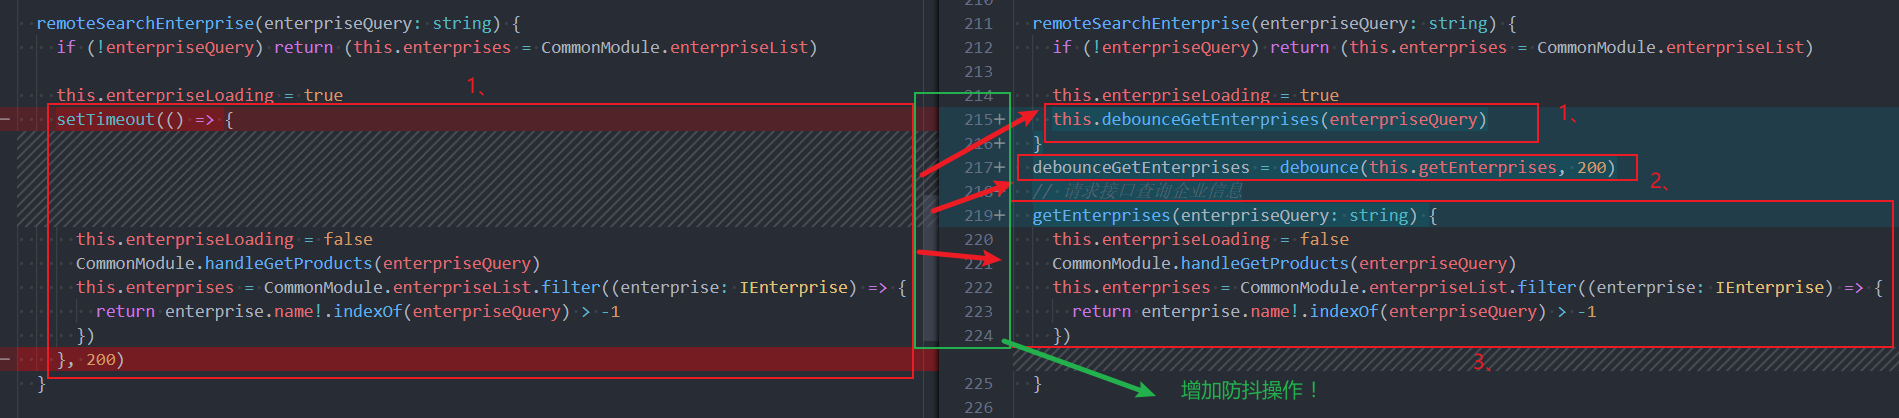 remoteSearchEnterprise(enterpriseQuery: string) {
if (!enterpriseQuery) return (this.enterprises = CommonModule.enterpriseList)
this.enterpriseLoading = true
1、
setTimeout(() => {
this.enterpriseLoading = false
CommonModule.handleGetProducts(enterpriseQuery)
this.enterprises = CommonModule.enterpriseList.filter((enterprise: IEnterprise) => {
return enterprise.name!.indexOf(enterpriseQuery) > -1
})
}, 200)
}
210
211 remoteSearchEnterprise(enterpriseQuery: string) {
212 if (!enterpriseQuery) return (this.enterprises = CommonModule.enterpriseList)
213
214 this.enterpriseLoading = true
215+ this.debounceGetEnterprises(enterpriseQuery)
1、
216+ }
217+ debounceGetEnterprises = debounce(this.getEnterprises, 200)
2、
218+ // 请求接口查询企业信息
219+ getEnterprises(enterpriseQuery: string) {
220 this.enterpriseLoading = false
221 CommonModule.handleGetProducts(enterpriseQuery)
222 this.enterprises = CommonModule.enterpriseList.filter((enterprise: IEnterprise) => {
223 return enterprise.name!.indexOf(enterpriseQuery) > -1
224 })
3、
225 }
增加防抖操作！
226